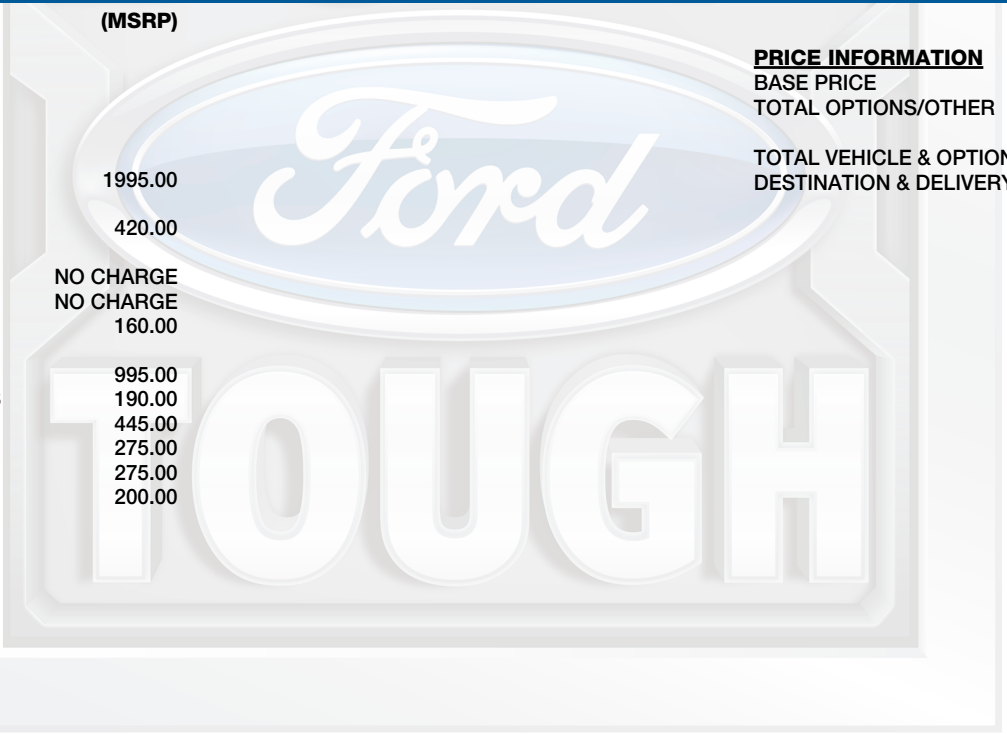 (MSRP)
1995.00
420.00
NO CHARGE
NO CHARGE
160.00
995.00
190.00
445.00
275.00
275.00
200.00
PRICE INFORMATION
BASE PRICE
TOTAL OPTIONS/OTHER
TOTAL VEHICLE & OPTION
DESTINATION & DELIVERY
Ford
TOUGH